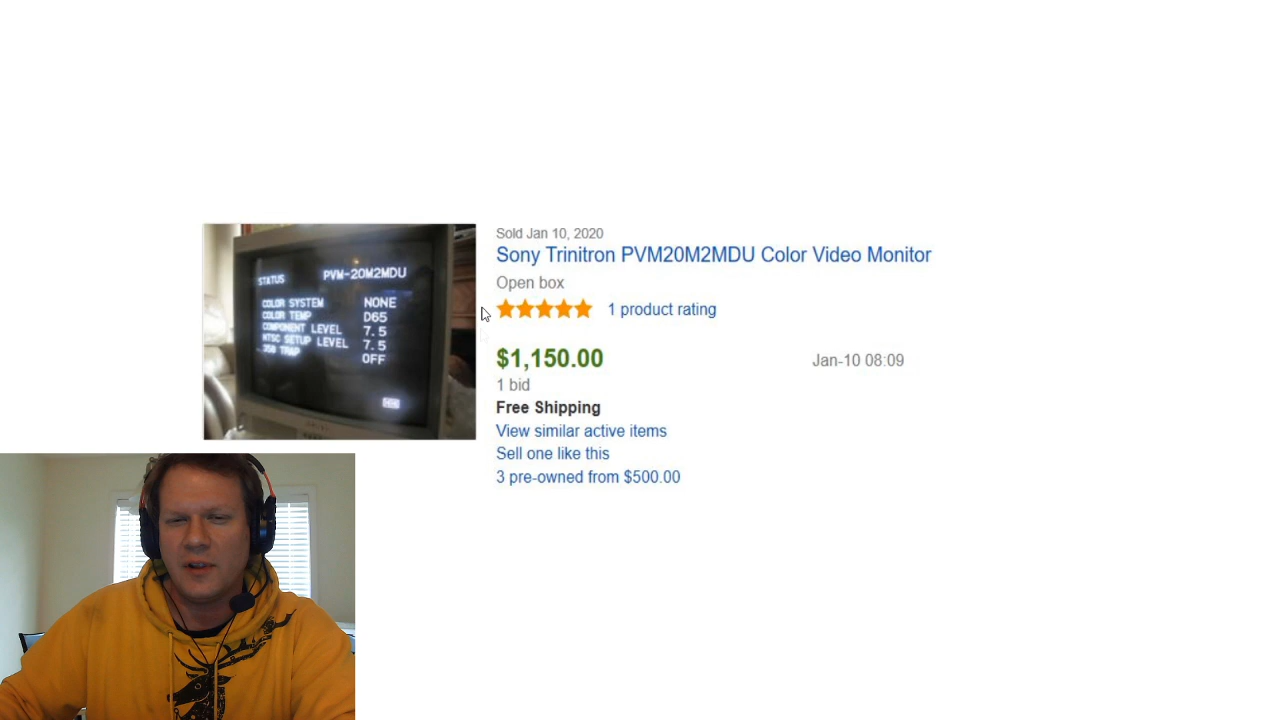 STATUS PVM-20M2MDU
COLOR SYSTEM NONE
COLOR TEMP D65
COMPONENT LEVEL 7.5
NTSC SETUP LEVEL 7.5
358 TRAP OFF
Sold Jan 10, 2020
Sony Trinitron PVM20M2MDU Color Video Monitor
Open box
1 product rating
$1,150.00 Jan-10 08:09
1 bid
Free Shipping
View similar active items
Sell one like this
3 pre-owned from $500.00